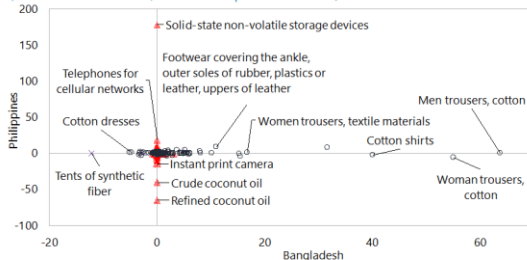 200
150
100
50
0
-50
-100
Philippines
Solid-state non-volatile storage devices
Telephones for
cellular networks
Footwear covering the ankle,
outer soles of rubber, plastics or
leather, uppers of leather
Cotton dresses
Women trousers, textile materials
Men trousers, cotton
Cotton shirts
Tents of synthetic
fiber
Instant print camera
Crude coconut oil
Refined coconut oil
Woman trousers,
cotton
-20
0
20
40
60
Bangladesh